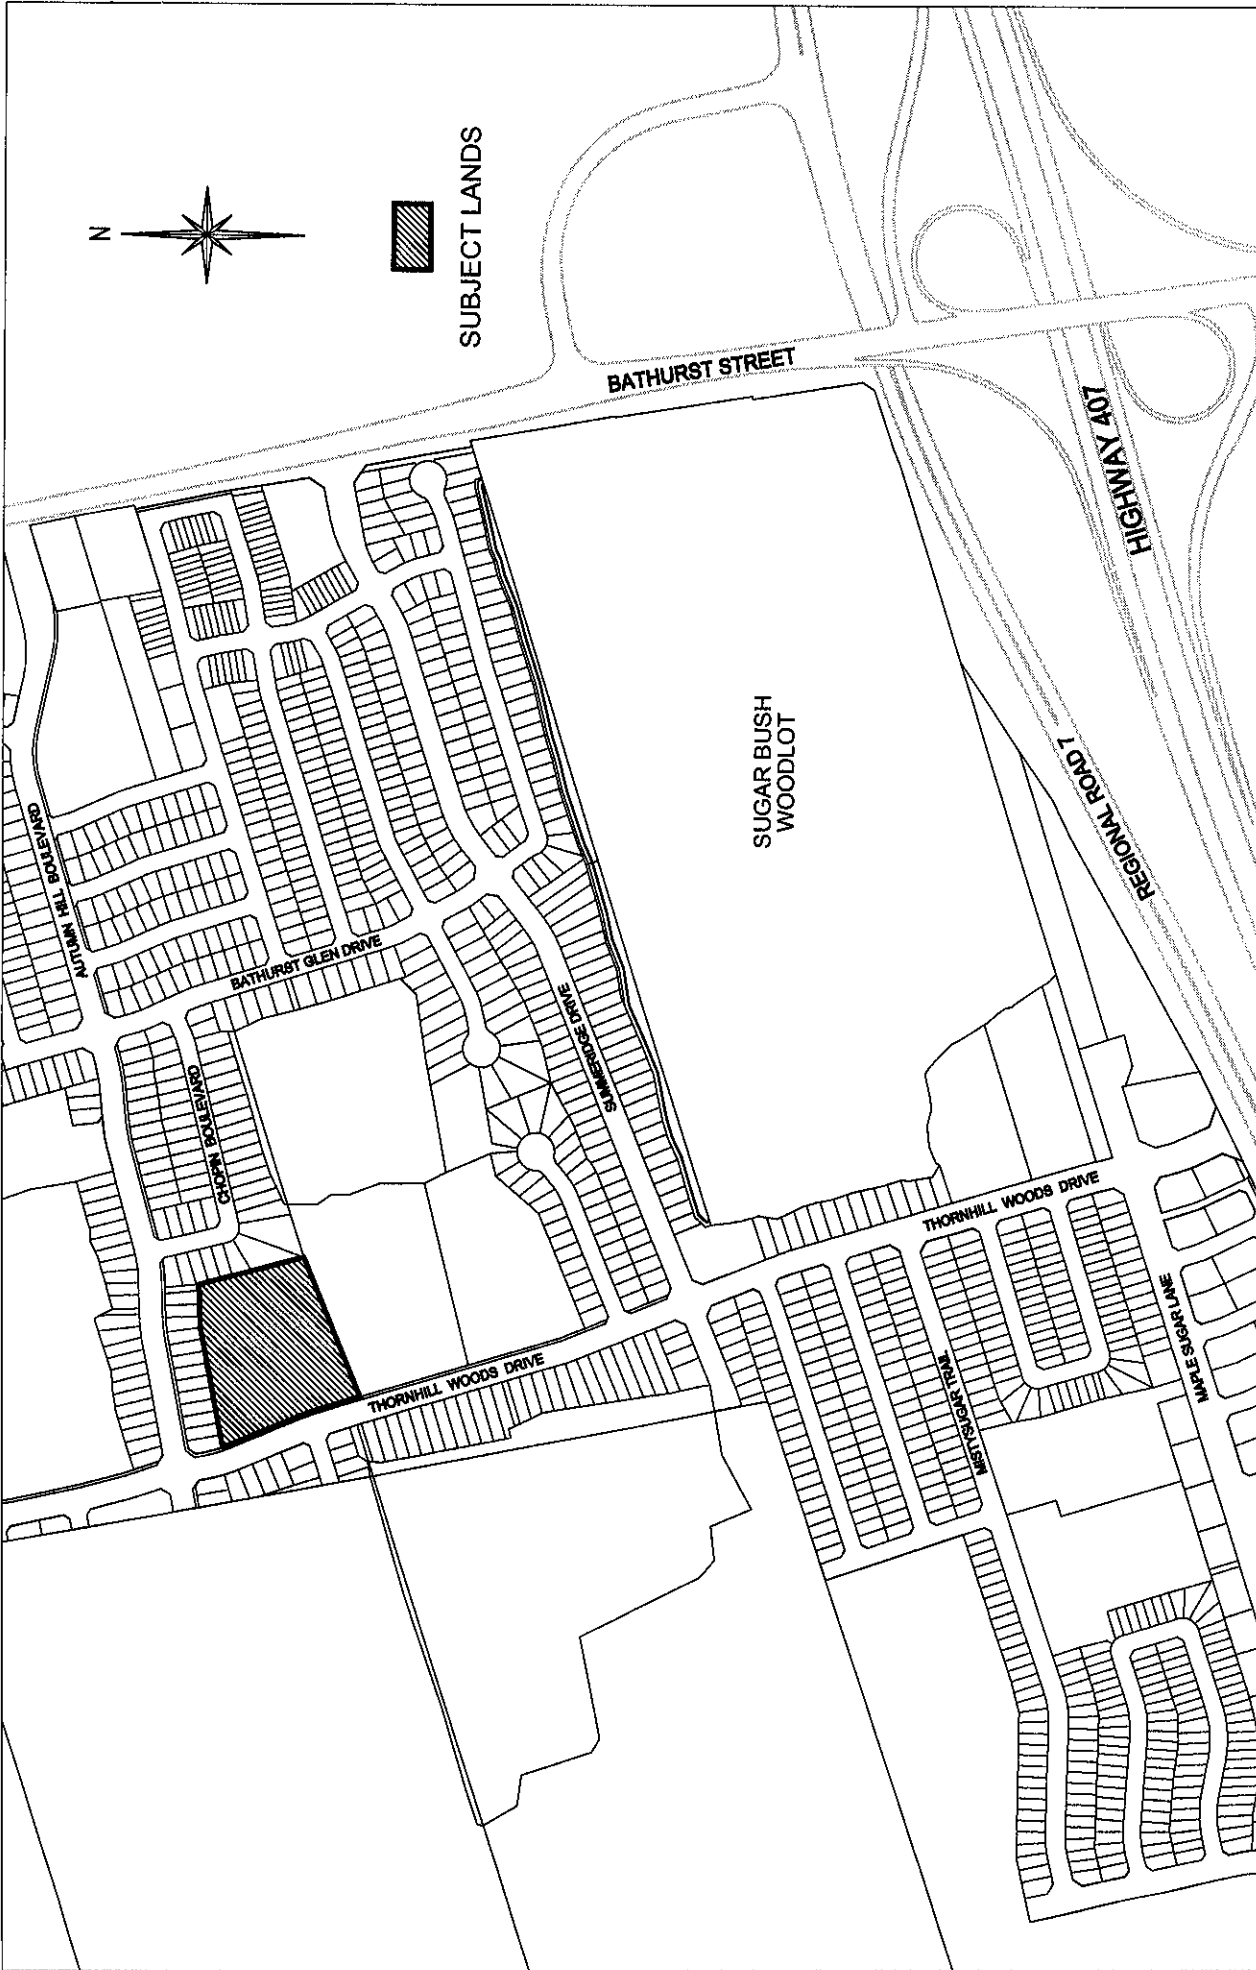 N
SUBJECT LANDS
BATHURST STREET
HIGHWAY 407
AUTUMN HILL BOULEVARD
BATHURST GLEN DRIVE
SUGAR BUSH
WOODLOT
REGIONAL ROAD 7
CHOPIN BOULEVARD
SUMMERIDGE DRIVE
THORNHILL WOODS DRIVE
THORNHILL WOODS DRIVE
MISTYSUGAR TRAIL
MAPLE SUGAR LANE